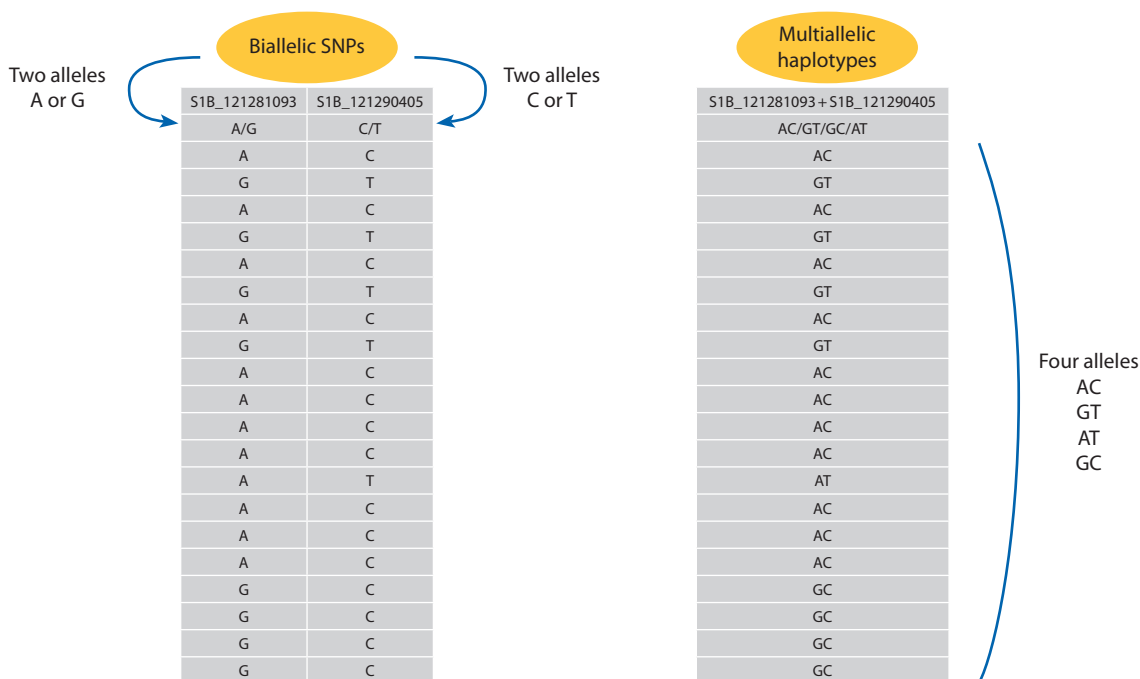 Biallelic SNPs
Two alleles
A or G
Two alleles
C or T
S1B_121281093 S1B_121290405
A/G C/T
A C
G T
A C
G T
A C
G T
A C
G T
A C
A C
A C
A C
A T
A C
A C
A C
G C
G C
G C
G C
Multiallelic
haplotypes
S1B_121281093+S1B_121290405
AC/GT/GC/AT
AC
GT
AC
GT
AC
GT
AC
GT
AC
AC
AC
AC
AT
AC
AC
AC
GC
GC
GC
GC
Four alleles
AC
GT
AT
GC